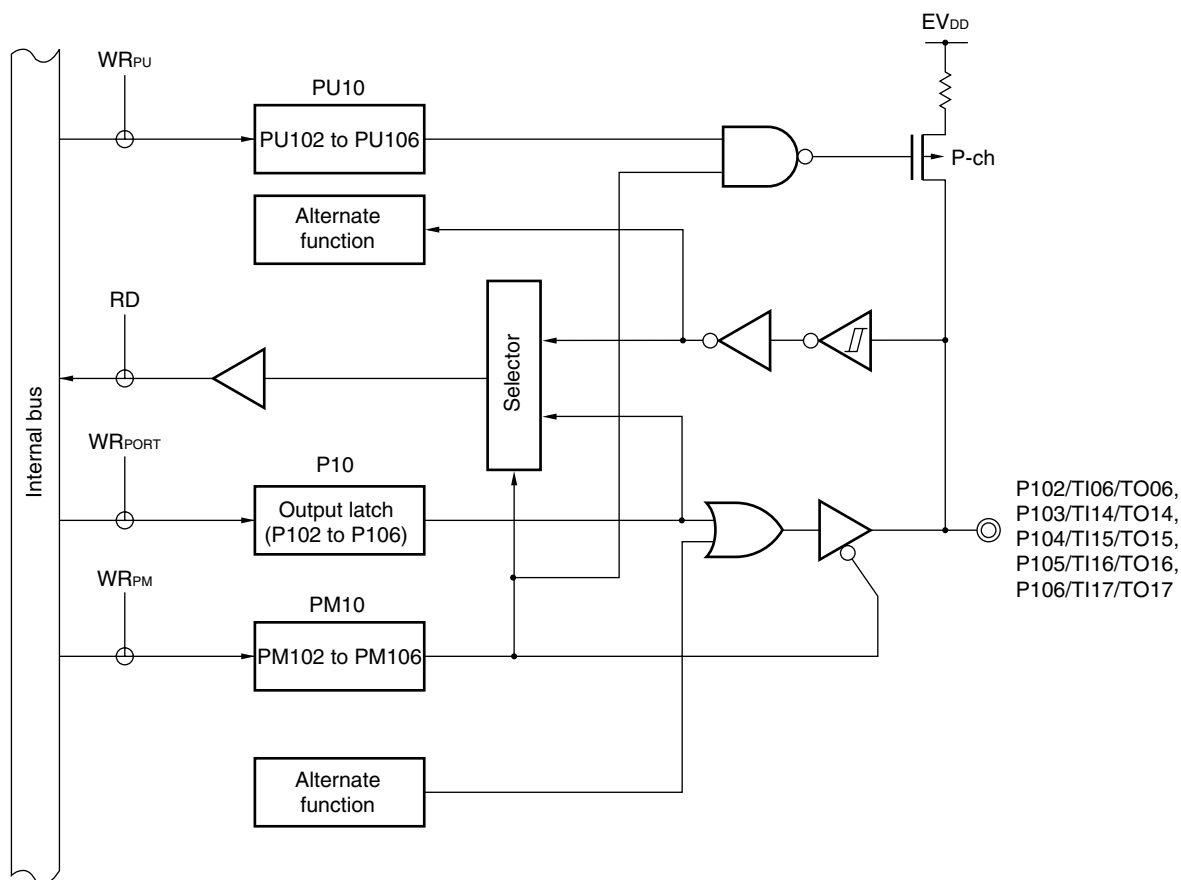 EVDD
WRPU
PU10
PU102 to PU106
P-ch
Alternate
function
RD
Selector
Internal bus
WRPORT
P10
Output latch
(P102 to P106)
P102/TI06/TO06,
P103/TI14/TO14,
P104/TI15/TO15,
P105/TI16/TO16,
P106/TI17/TO17
WRPM
PM10
PM102 to PM106
Alternate
function